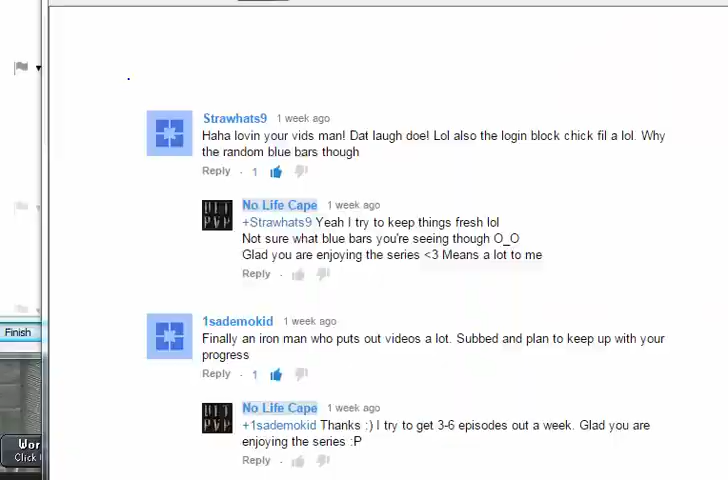 Strawhats9 1 week ago
Haha lovin your vids man! Dat laugh doe! Lol also the login block chick fil a lol. Why
the random blue bars though
Reply · 1
No Life Cape 1 week ago
+Strawhats9 Yeah I try to keep things fresh lol
Not sure what blue bars you're seeing though O_O
Glad you are enjoying the series <3 Means a lot to me
Reply ·
1sademokid 1 week ago
Finally an iron man who puts out videos a lot. Subbed and plan to keep up with your
progress
Reply · 1
No Life Cape 1 week ago
+1sademokid Thanks :) I try to get 3-6 episodes out a week. Glad you are
enjoying the series :P
Reply ·
Finish
Wor
Click